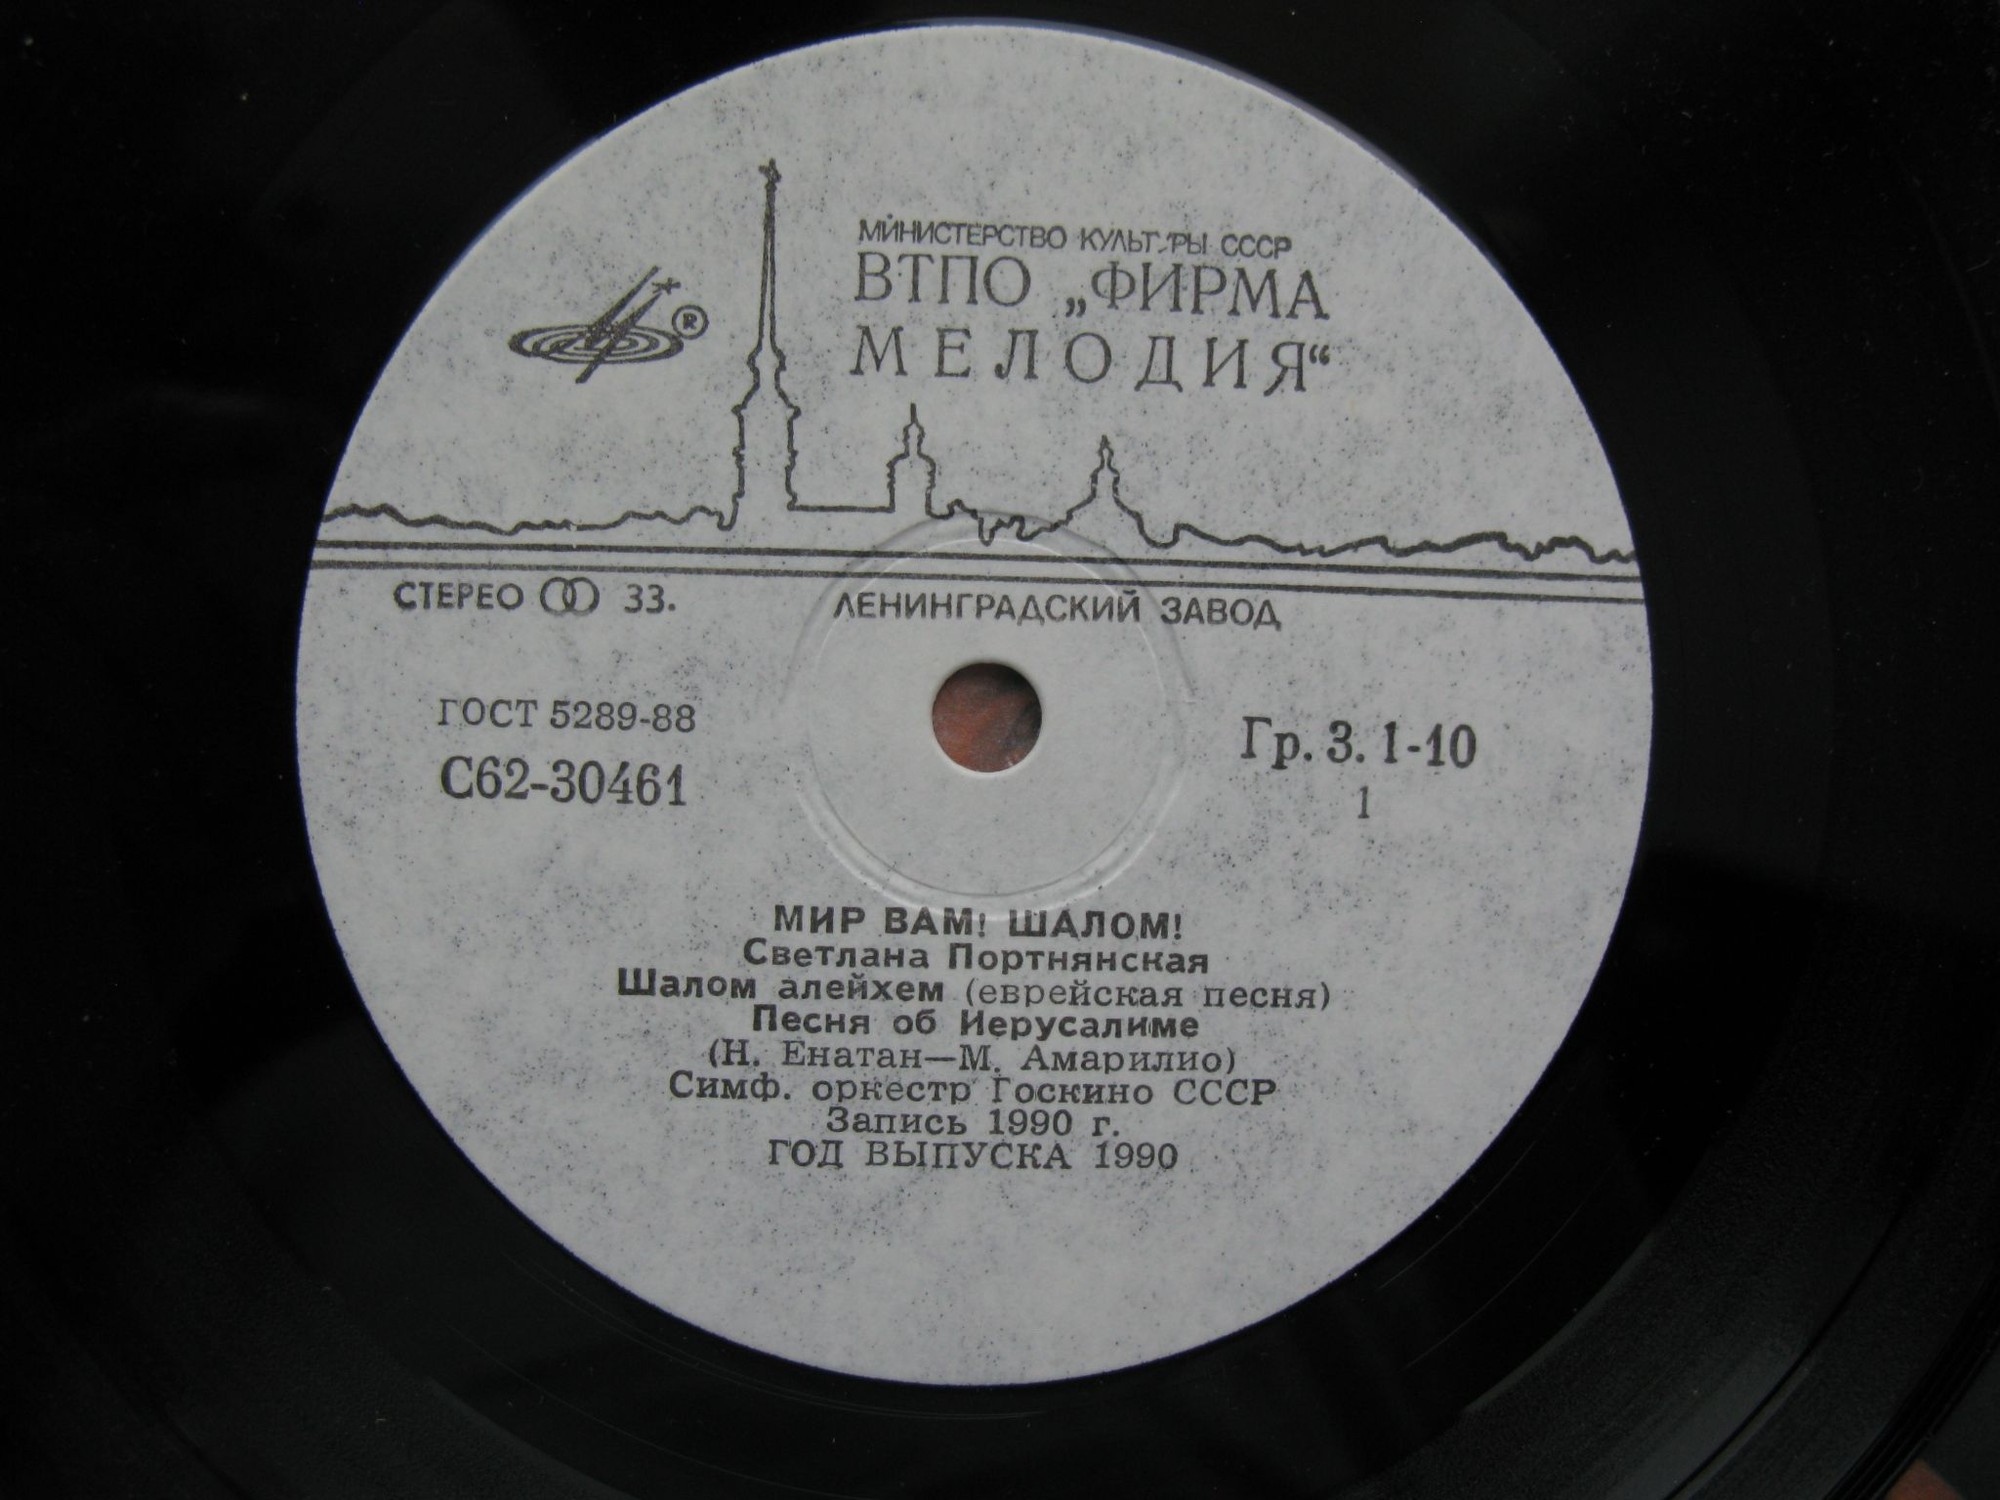 МИНИСТЕРСТВО КУЛЬТУРЫ СССР
ВТПО „ФИРМА
МЕЛОДИЯ“
®
СТЕРЕО 33.
ЛЕНИНГРАДСКИЙ ЗАВОД
ГОСТ 5289-88
С62-30461
Гр. 3. 1-10
1
МИР ВАМ! ШАЛОМ!
Светлана Портнянская
Шалом алейхем (еврейская песня)
Песня об Иерусалиме
(Н. Енатан—М. Амарилио)
Симф. оркестр Госкино СССР
Запись 1990 г.
ГОД ВЫПУСКА 1990